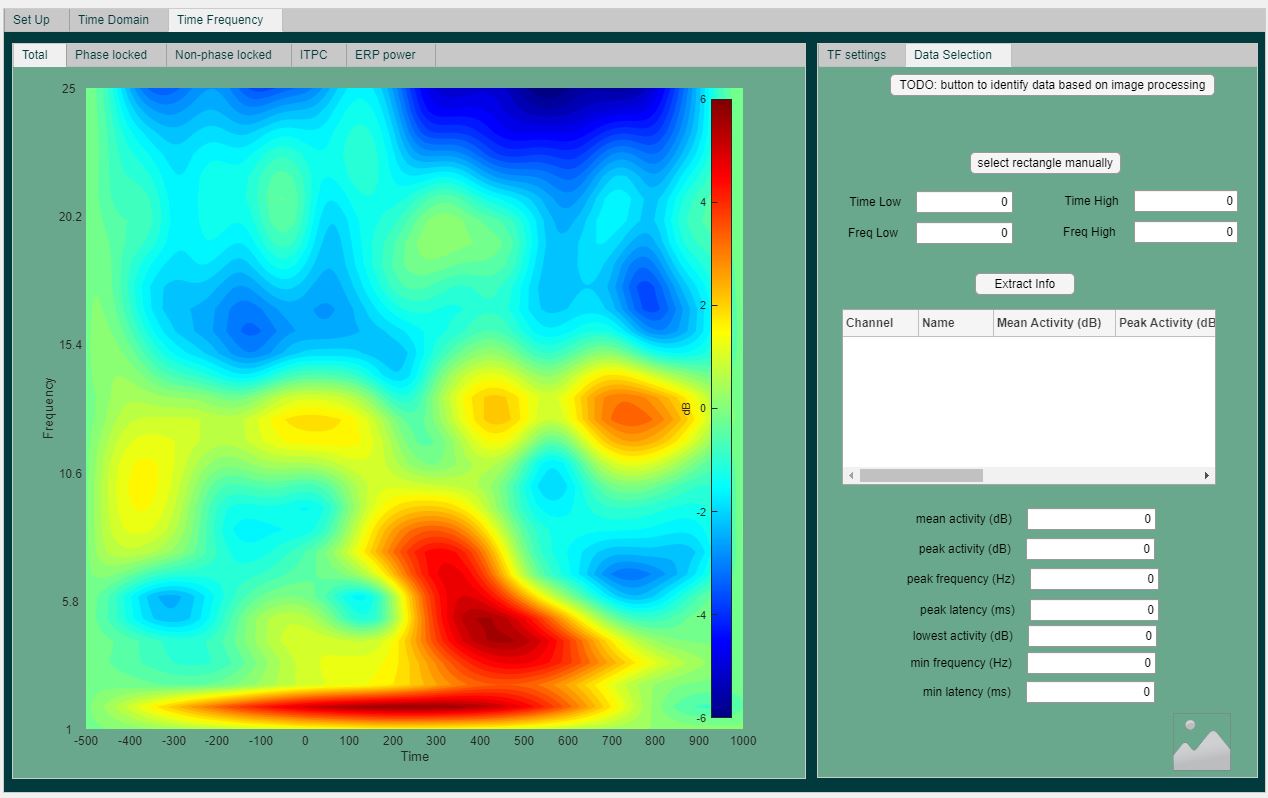 Set Up Time Domain Time Frequency
Total Phase locked Non-phase locked ITPC ERP power
25
20.2
15.4
10.6
5.8
1
Frequency
-500 -400 -300 -200 -100 0 100 200 300 400 500 600 700 800 900 1000
Time
6
4
2
0
-2
-4
-6
dB
TF settings Data Selection
TODO: button to identify data based on image processing
select rectangle manually
Time Low 0 Time High 0
Freq Low 0 Freq High 0
Extract Info
Channel Name Mean Activity (dB) Peak Activity (dB
mean activity (dB) 0
peak activity (dB) 0
peak frequency (Hz) 0
peak latency (ms) 0
lowest activity (dB) 0
min frequency (Hz) 0
min latency (ms) 0